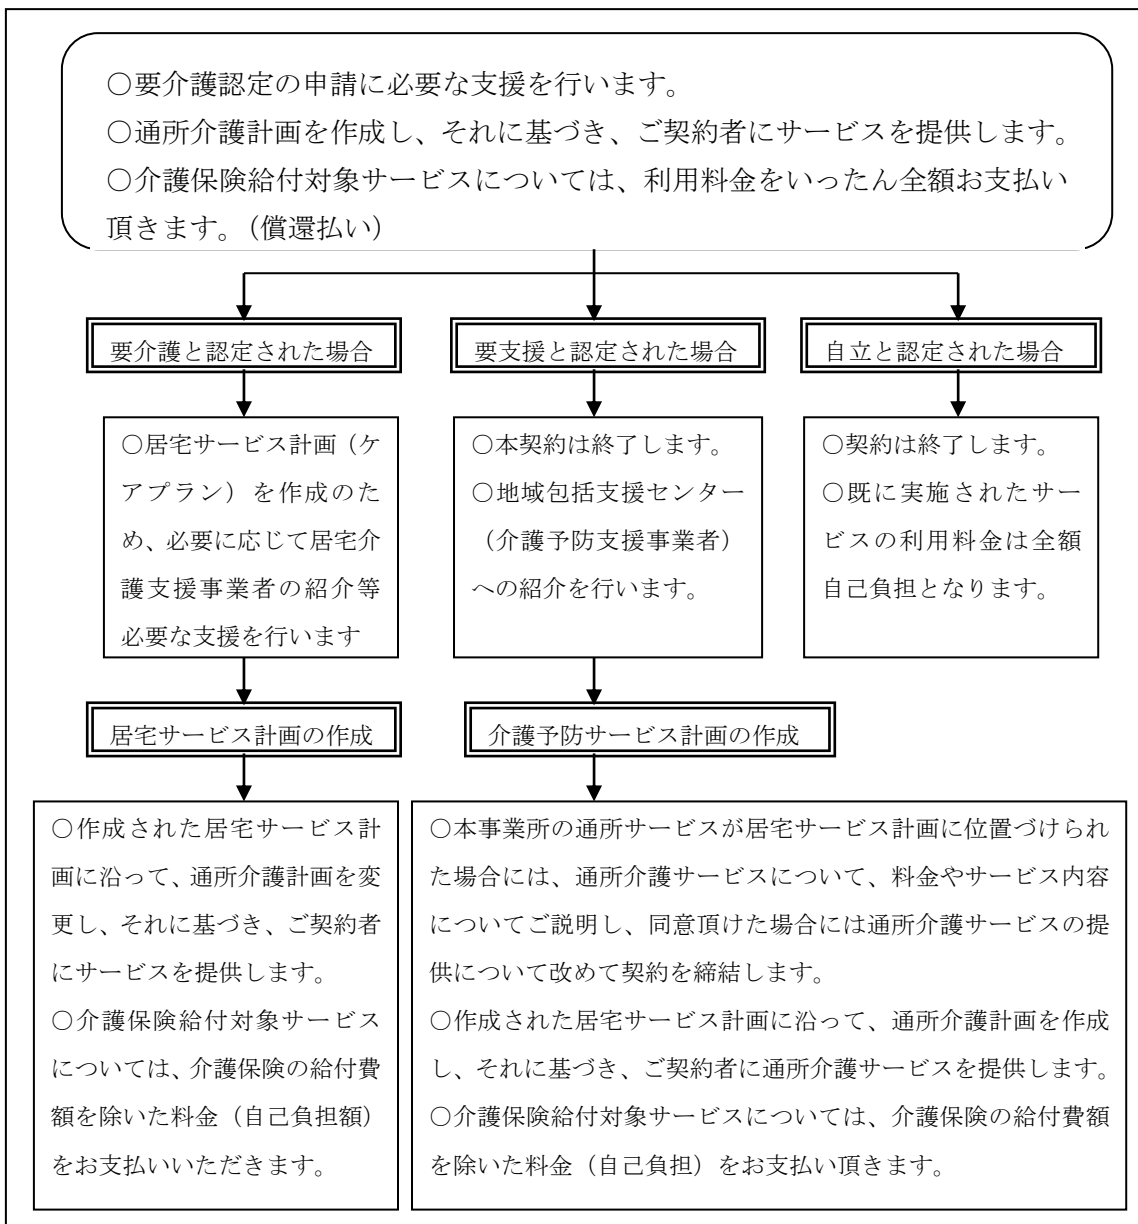 ○要介護認定の申請に必要な支援を行います。
○通所介護計画を作成し、それに基づき、ご契約者にサービスを提供します。
○介護保険給付対象サービスについては、利用料金をいったん全額お支払い
頂きます。（償還払い）
要介護と認定された場合
要支援と認定された場合
自立と認定された場合
○居宅サービス計画（ケ
アプラン）を作成のた
め、必要に応じて居宅介
護支援事業者の紹介等
必要な支援を行います
○本契約は終了します。
○地域包括支援センター
（介護予防支援事業者）
への紹介を行います。
○契約は終了します。
○既に実施されたサー
ビスの利用料金は全額
自己負担となります。
居宅サービス計画の作成
介護予防サービス計画の作成
○作成された居宅サービス計
画に沿って、通所介護計画を変
更し、それに基づき、ご契約者
にサービスを提供します。
○介護保険給付対象サービス
については、介護保険の給付費
額を除いた料金（自己負担額）
をお支払いいただきます。
○本事業所の通所サービスが居宅サービス計画に位置づけられ
た場合には、通所介護サービスについて、料金やサービス内容
についてご説明し、同意頂けた場合には通所介護サービスの提
供について改めて契約を締結します。
○作成された居宅サービス計画に沿って、通所介護計画を作成
し、それに基づき、ご契約者に通所介護サービスを提供します。
○介護保険給付対象サービスについては、介護保険の給付費額
を除いた料金（自己負担）をお支払い頂きます。